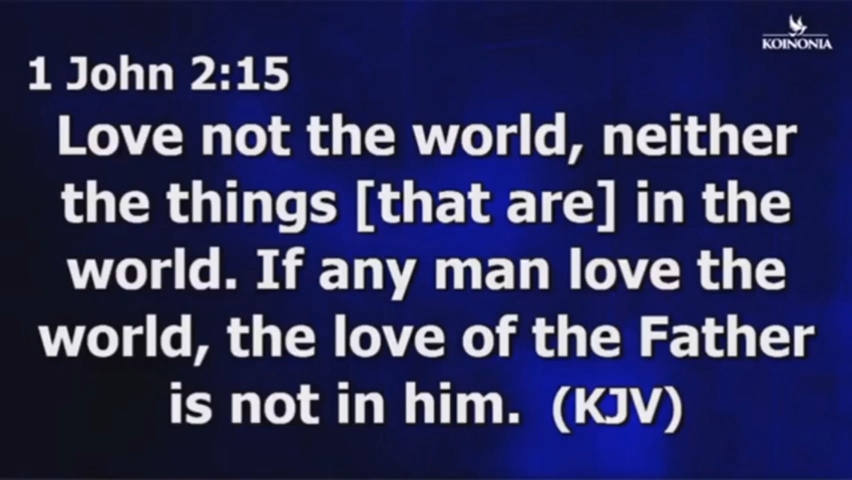 KOINONIA
1 John 2:15
Love not the world, neither
the things [that are] in the
world. If any man love the
world, the love of the Father
is not in him. (KJV)